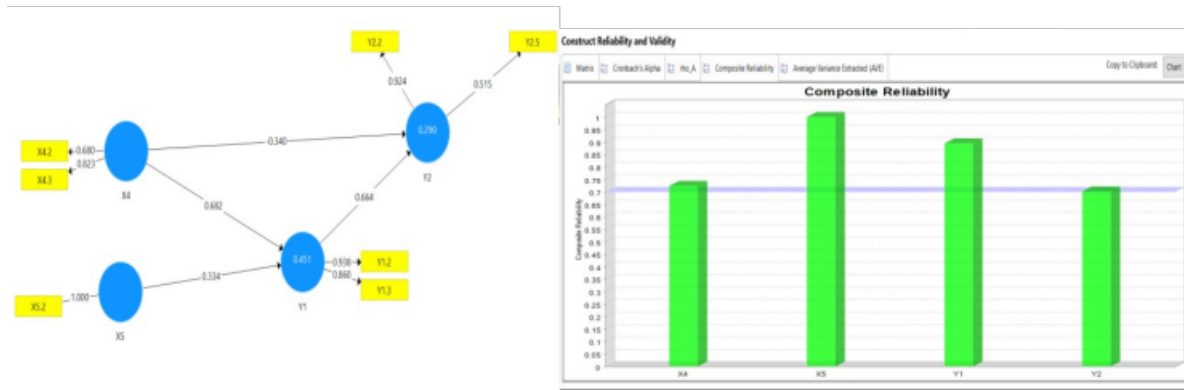 Y2.2
Y2.5
0.924
0.515
0.290
Y2
X4.2
0.680
X4.3
0.823
X4
-0.340
0.682
0.664
0.451
Y1
0.938
Y1.2
0.860
Y1.3
X5.2
1.000
X5
Construct Reliability and Validity
Matrix Cronbach's Alpha rho_A Composite Reliability Average Variance Extracted (AVE) Copy to Clipboard: Chart
Composite Reliability
Composite Reliability
1
0.95
0.9
0.85
0.8
0.75
0.7
0.65
0.6
0.55
0.5
0.45
0.4
0.35
0.3
0.25
0.2
0.15
0.1
0.05
0
X4 X5 Y1 Y2